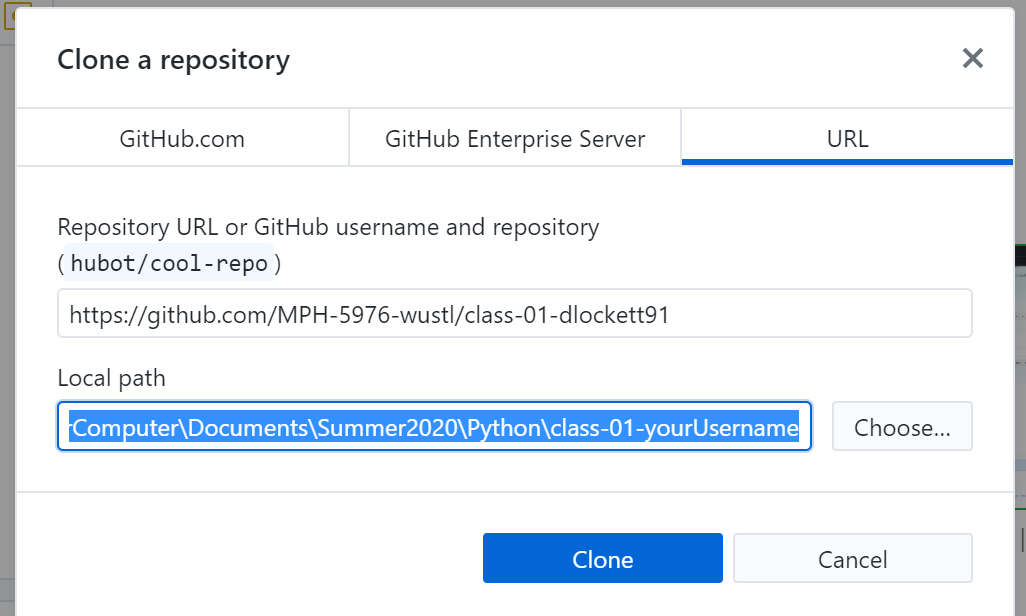 Clone a repository
GitHub.com
GitHub Enterprise Server
URL
Repository URL or GitHub username and repository
(hubot/cool-repo)
https://github.com/MPH-5976-wustl/class-01-dlockett91
Local path
rComputer\Documents\Summer2020\Python\class-01-yourUsername
Choose...
Clone
Cancel